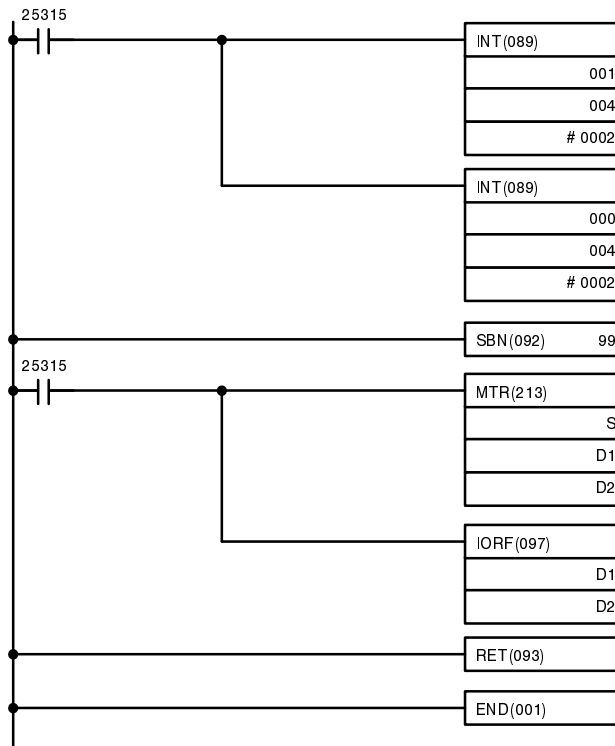 25315
INT(089)
001
004
# 0002
INT(089)
000
004
# 0002
SBN(092) 99
25315
MTR(213)
S
D1
D2
IORF(097)
D1
D2
RET(093)
END(001)